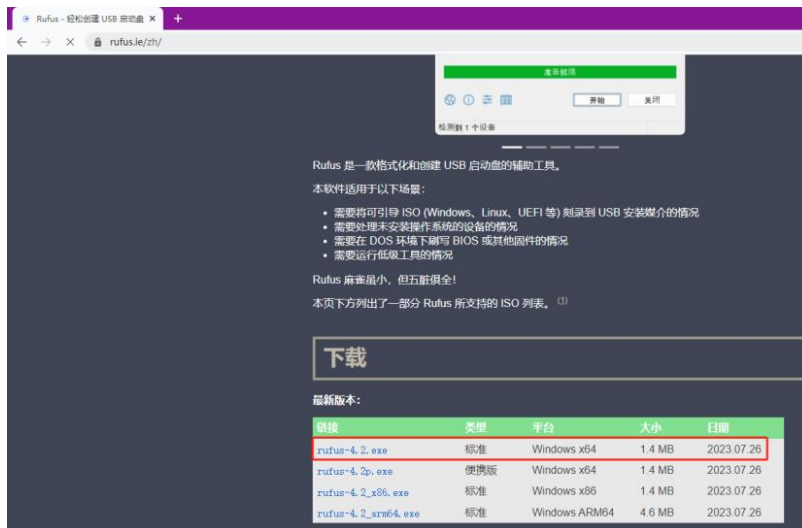 Rufus - 轻松创建 USB 启动盘
rufus.ie/zh/
准备就绪
开始 关闭
检测到 1 个设备
Rufus 是一款格式化和创建 USB 启动盘的辅助工具。
本软件适用于以下场景：
• 需要将可引导 ISO (Windows、Linux、UEFI 等) 刻录到 USB 安装媒介的情况
• 需要处理未安装操作系统的设备的情况
• 需要在 DOS 环境下刷写 BIOS 或其他固件的情况
• 需要运行低级工具的情况
Rufus 麻雀虽小，但五脏俱全!
本页下方列出了一部分 Rufus 所支持的 ISO 列表。 (1)
下载
最新版本：
链接 类型 平台 大小 日期
rufus-4.2.exe 标准 Windows x64 1.4 MB 2023.07.26
rufus-4.2p.exe 便携版 Windows x64 1.4 MB 2023.07.26
rufus-4.2_x86.exe 标准 Windows x86 1.4 MB 2023.07.26
rufus-4.2_arm64.exe 标准 Windows ARM64 4.6 MB 2023.07.26